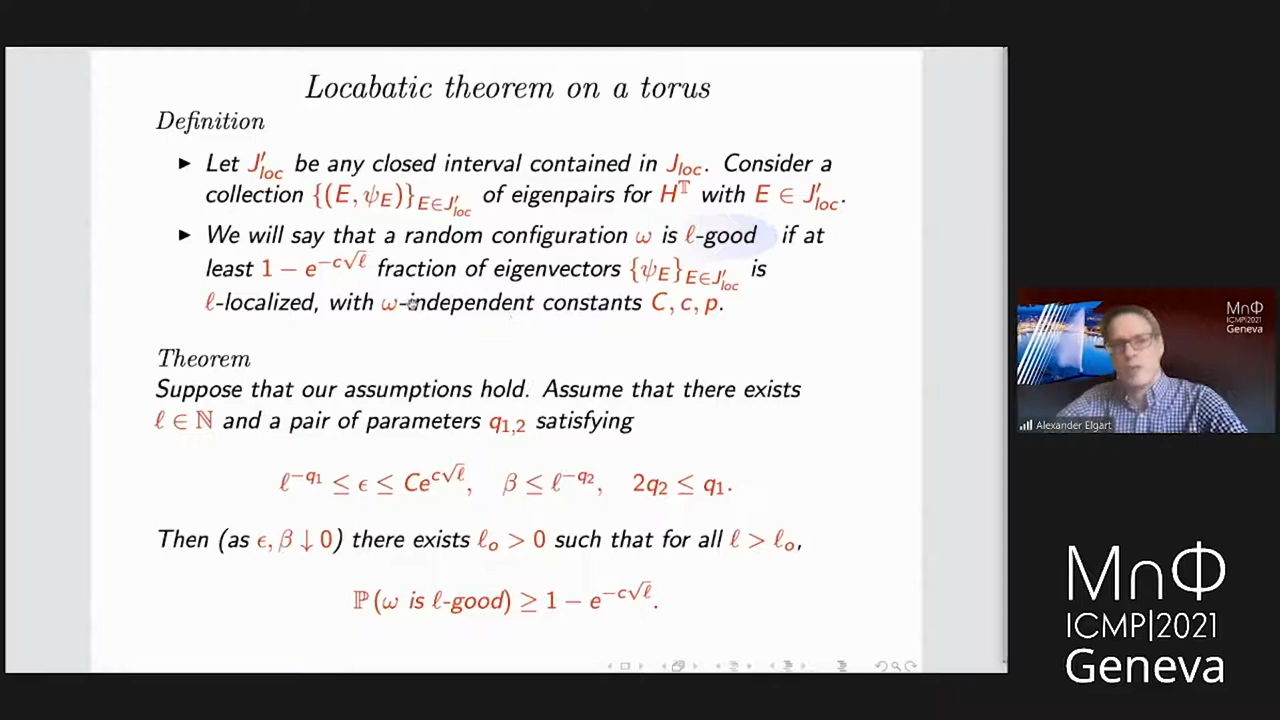 Locabatic theorem on a torus
Definition
▶ Let J′loc be any closed interval contained in Jloc. Consider a
collection {(E, ψE)}E∈J′loc of eigenpairs for H^𝕋 with E ∈ J′loc.
▶ We will say that a random configuration ω is ℓ-good if at
least 1 − e^{−c√ℓ} fraction of eigenvectors {ψE}E∈J′loc is
ℓ-localized, with ω-independent constants C, c, p.
Theorem
Suppose that our assumptions hold. Assume that there exists
ℓ ∈ ℕ and a pair of parameters q1,2 satisfying
ℓ^{−q1} ≤ ϵ ≤ Ce^{c√ℓ}, β ≤ ℓ^{−q2}, 2q2 ≤ q1.
Then (as ϵ, β ↓ 0) there exists ℓo > 0 such that for all ℓ > ℓo,
ℙ(ω is ℓ-good) ≥ 1 − e^{−c√ℓ}.
MnΦ
ICMP|2021
Geneva
Alexander Elgart
M∩Φ
ICMP|2021
Geneva